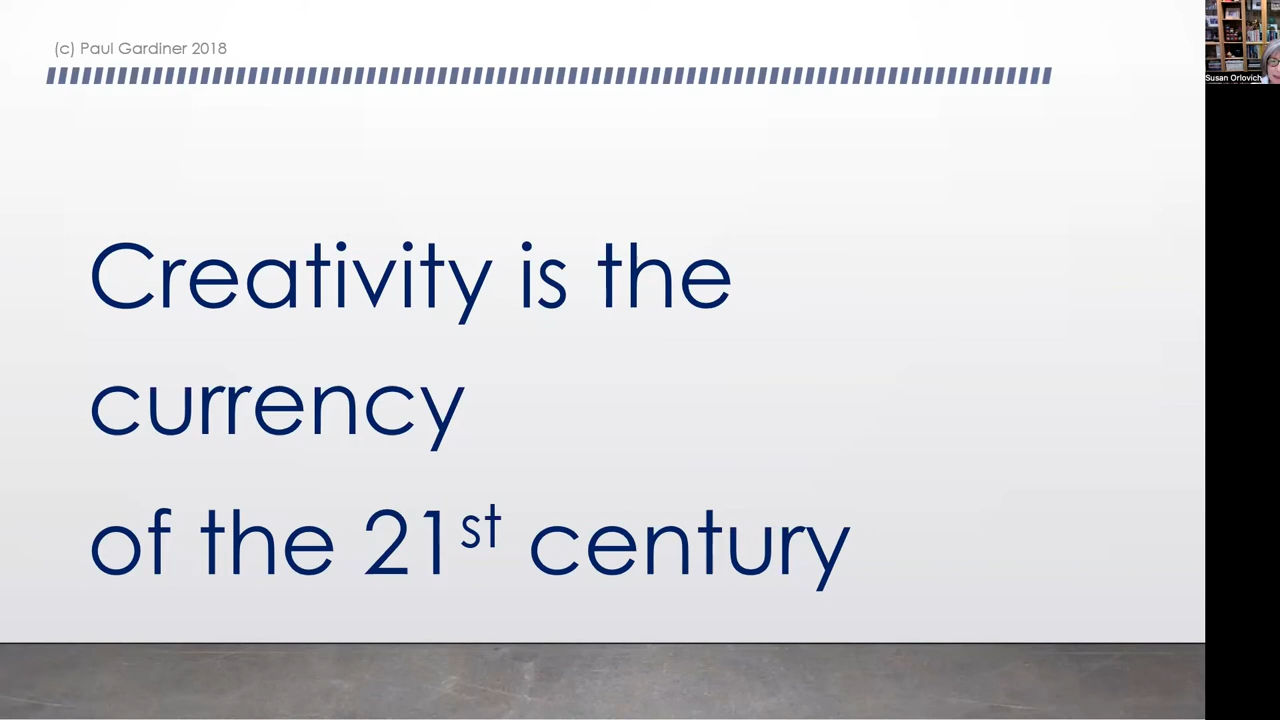 (c) Paul Gardiner 2018
Susan Orlovich
Creativity is the
currency
of the 21st century